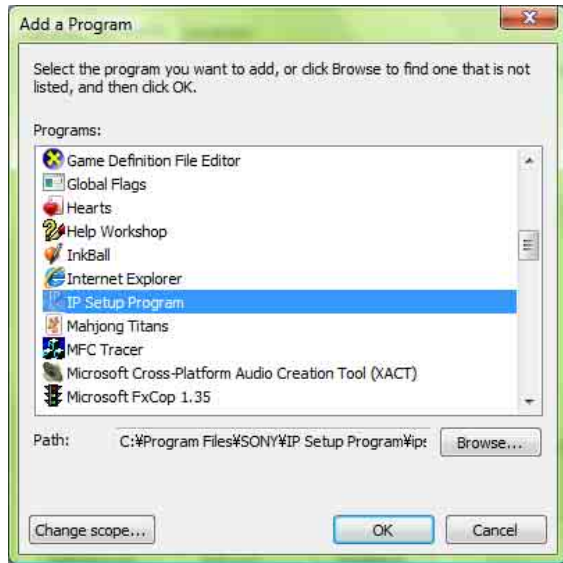 Add a Program
Select the program you want to add, or click Browse to find one that is not
listed, and then click OK.
Programs:
Game Definition File Editor
Global Flags
Hearts
Help Workshop
InkBall
Internet Explorer
IP Setup Program
Mahjong Titans
MFC Tracer
Microsoft Cross-Platform Audio Creation Tool (XACT)
Microsoft FxCop 1.35
Path: C:¥Program Files¥SONY¥IP Setup Program¥ips Browse...
Change scope... OK Cancel